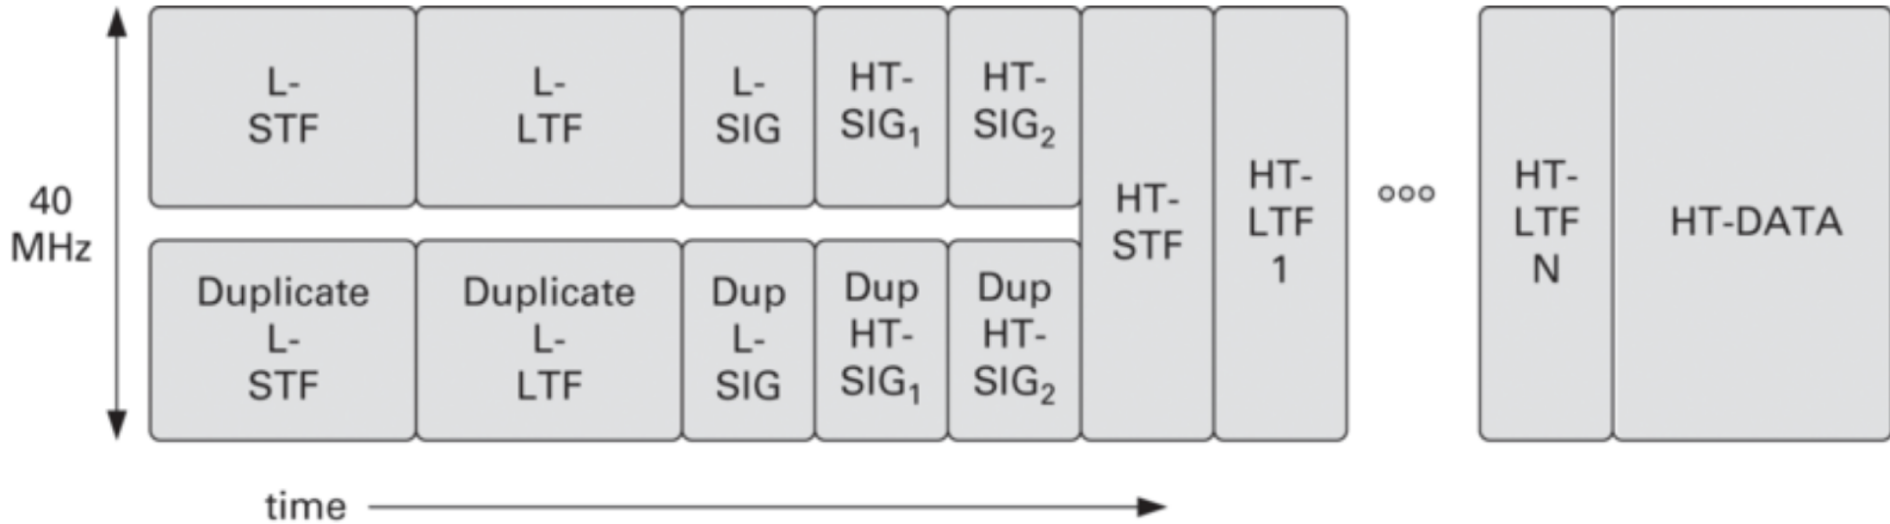 40
MHz
L-
STF
L-
LTF
L-
SIG
HT-
SIG₁
HT-
SIG₂
Duplicate
L-
STF
Duplicate
L-
LTF
Dup
L-
SIG
Dup
HT-
SIG₁
Dup
HT-
SIG₂
HT-
STF
HT-
LTF
1
HT-
LTF
N
HT-DATA
time